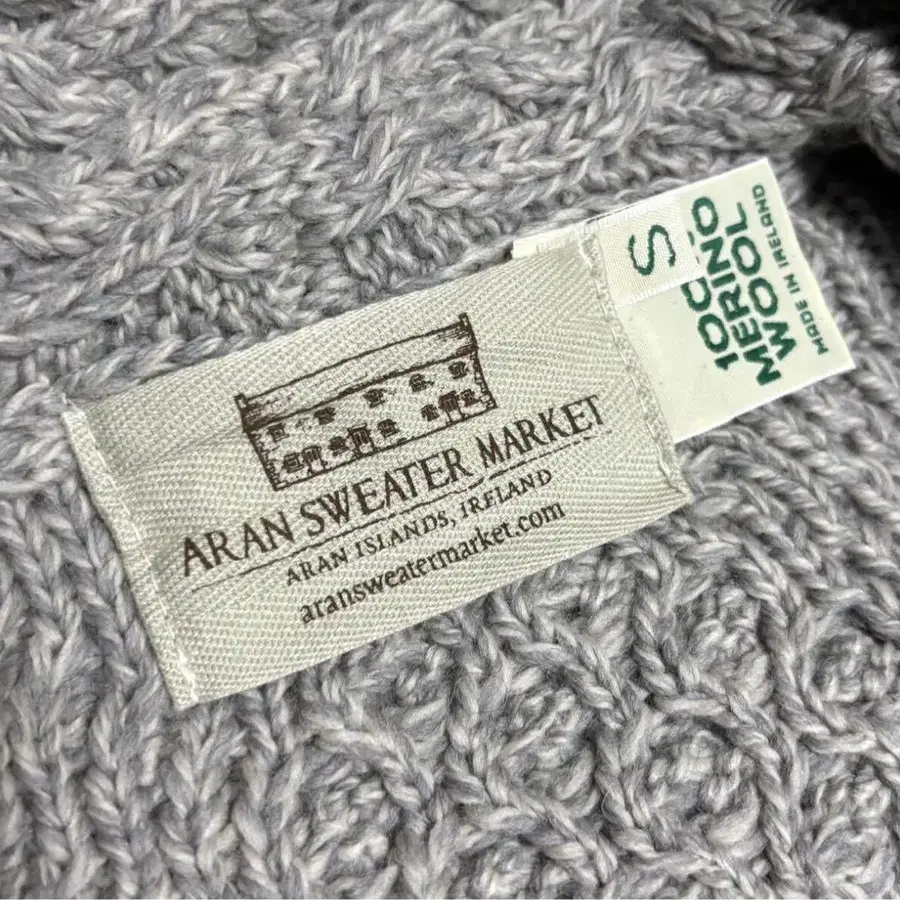 ARAN SWEATER MARKET
ARAN ISLANDS, IRELAND
aransweatermarket.com
S
100%
MERINO
WOOL
MADE IN IRELAND